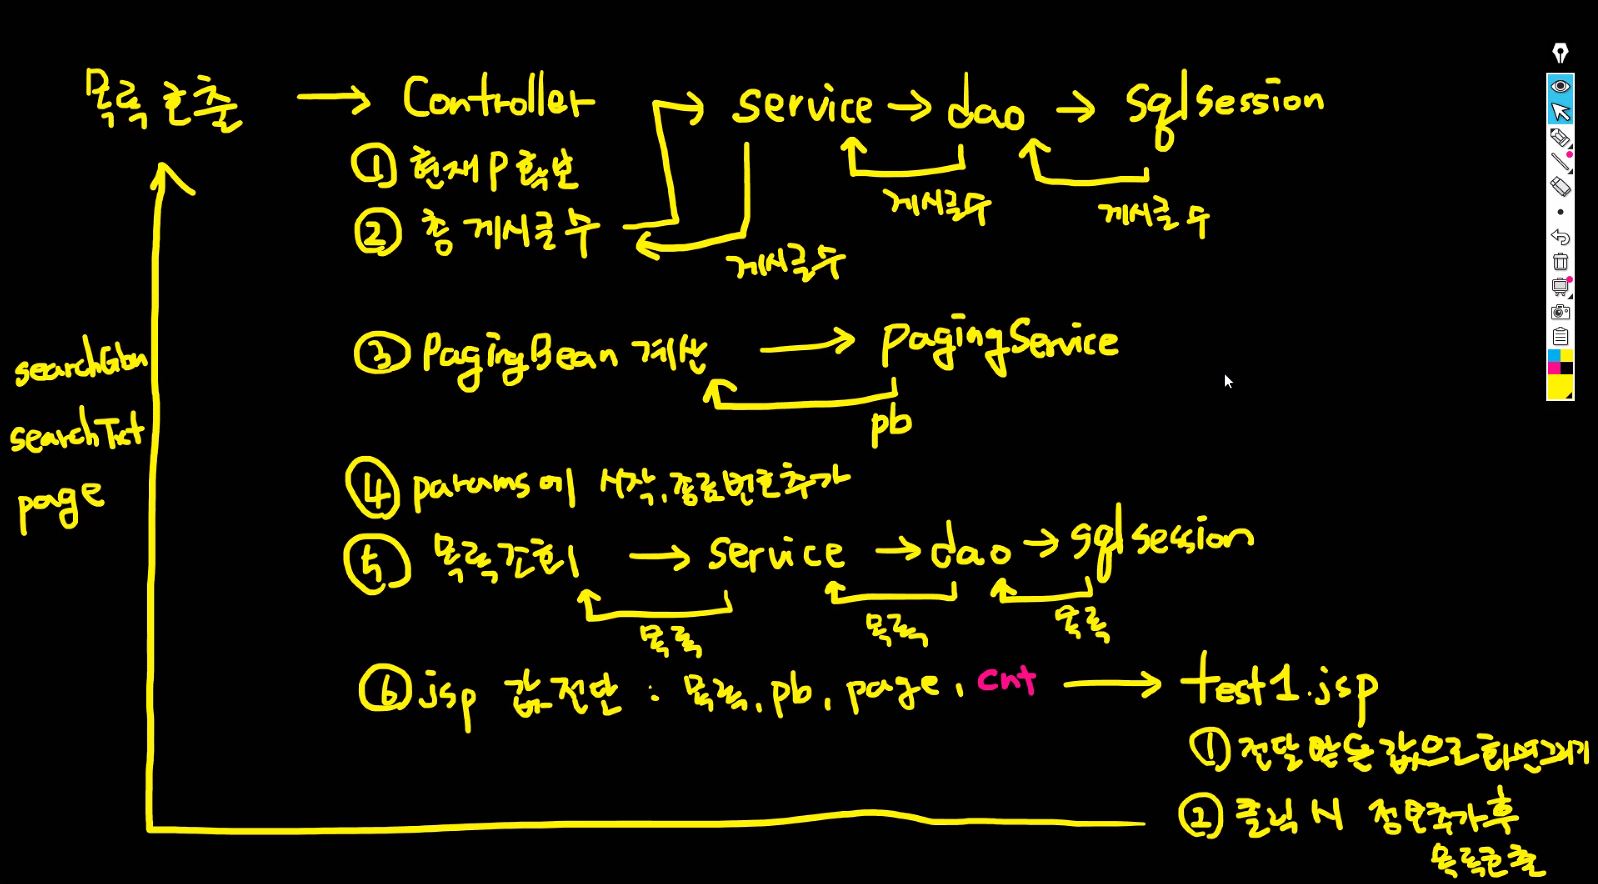 목록호출 → Controller → service → dao → sqlsession
① 현재P확보
② 총 게시글 수
게시글수
게시글수
게시글 수
③ PagingBean 계산 → pagingService
pb
④ params에 시작,종료번호추가
⑤ 목록조회 → service → dao → sqlsession
목록
목록
목록
⑥ jsp 값전달 : 목록, pb, page, cnt → test1.jsp
① 전달 받은 값으로 화면그리기
② 클릭 시 정보추가후
목록호출
searchGbn
searchTxt
page